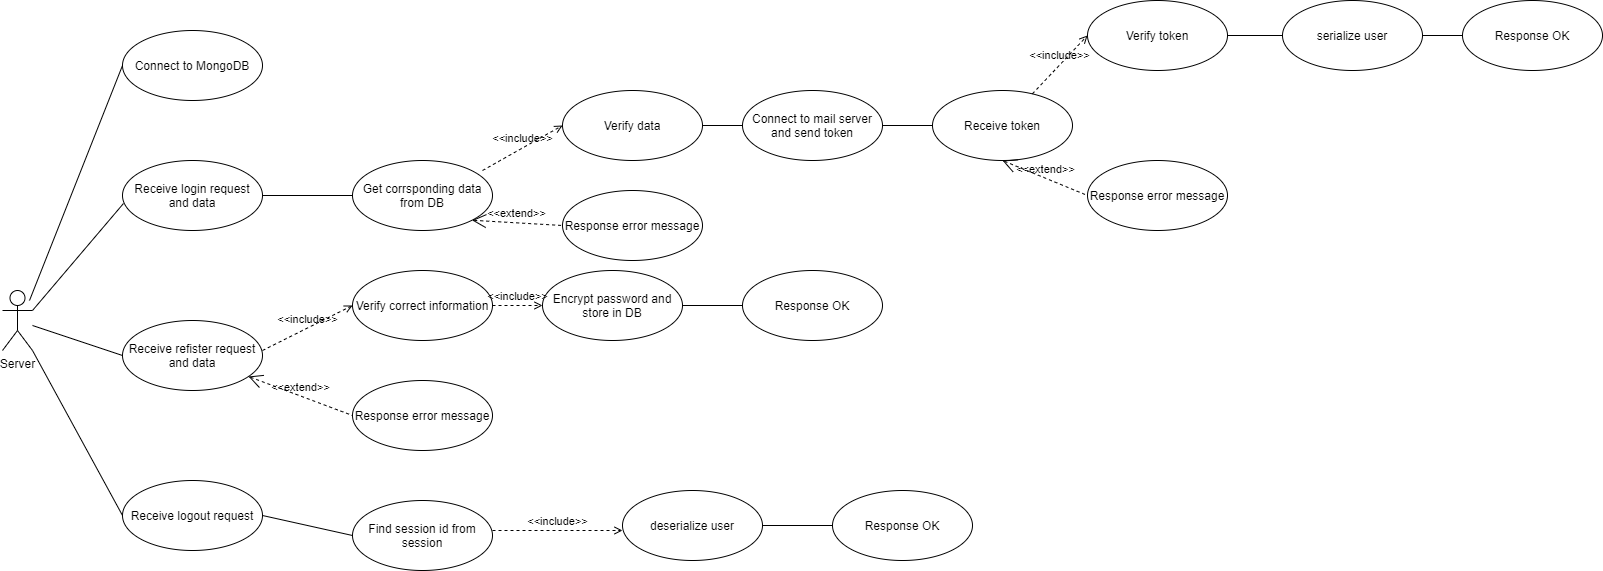 Verify token
serialize user
Response OK
<<include>>
Connect to MongoDB
Verify data
Connect to mail server
and send token
Receive token
<<include>>
<<extend>>
Receive login request
and data
Get corrsponding data
from DB
Response error message
<<extend>>
Response error message
<<include>>
Verify correct information
<<include>>
Encrypt password and
store in DB
Response OK
Server
Receive refister request
and data
<<extend>>
Response error message
Receive logout request
Find session id from
session
<<include>>
deserialize user
Response OK